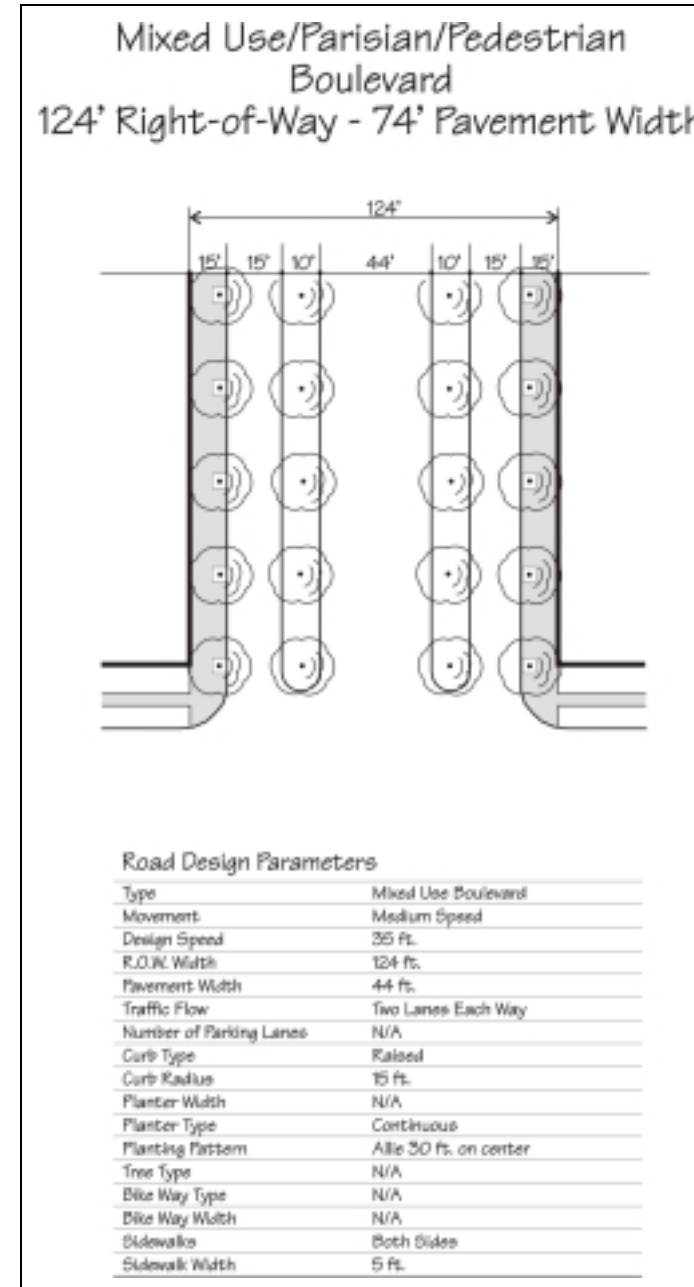 Mixed Use/Parisian/Pedestrian
Boulevard
124' Right-of-Way - 74' Pavement Width
124'
15' 15' 10' 44' 10' 15' 15'
Road Design Parameters
Type Mixed Use Boulevard
Movement Medium Speed
Design Speed 35 ft.
R.O.W. Width 124 ft.
Pavement Width 44 ft.
Traffic Flow Two Lanes Each Way
Number of Parking Lanes N/A
Curb Type Raised
Curb Radius 15 ft.
Planter Width N/A
Planter Type Continuous
Planting Pattern Allie 30 ft. on center
Tree Type N/A
Bike Way Type N/A
Bike Way Width N/A
Sidewalks Both Sides
Sidewalk Width 5 ft.